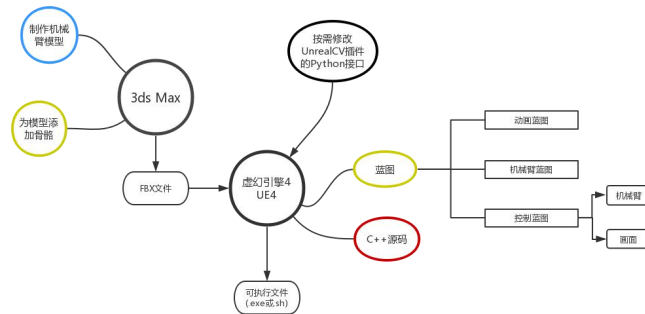 制作机械
臂模型
为模型添
加骨骼
3ds Max
FBX文件
按需修改
UnrealCV插件
的Python接口
虚幻引擎4
UE4
可执行文件
(.exe或.sh)
蓝图
C++源码
动画蓝图
机械臂蓝图
控制蓝图
机械臂
画面